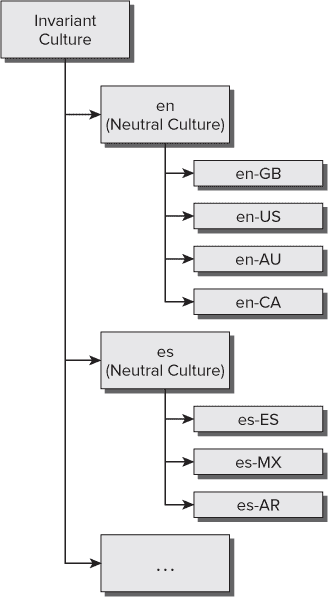 Invariant
Culture
en
(Neutral Culture)
en-GB
en-US
en-AU
en-CA
es
(Neutral Culture)
es-ES
es-MX
es-AR
...